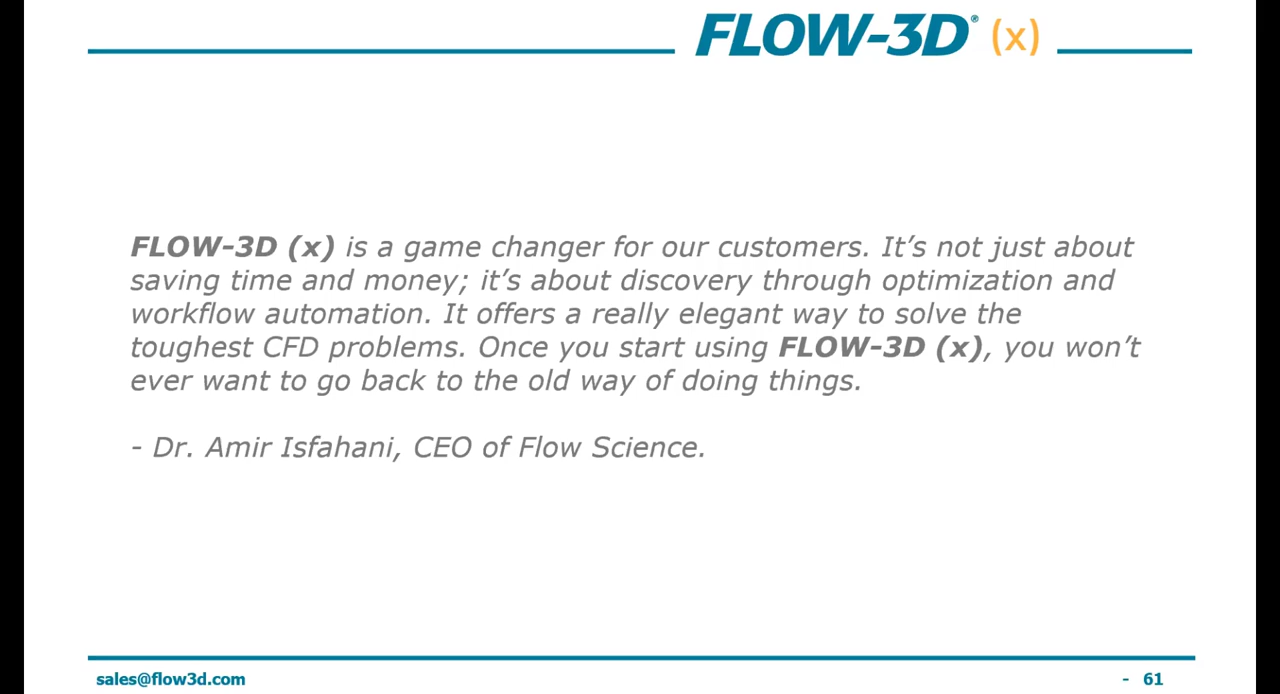 FLOW-3D® (x)
FLOW-3D (x) is a game changer for our customers. It’s not just about
saving time and money; it’s about discovery through optimization and
workflow automation. It offers a really elegant way to solve the
toughest CFD problems. Once you start using FLOW-3D (x), you won’t
ever want to go back to the old way of doing things.
- Dr. Amir Isfahani, CEO of Flow Science.
sales@flow3d.com - 61